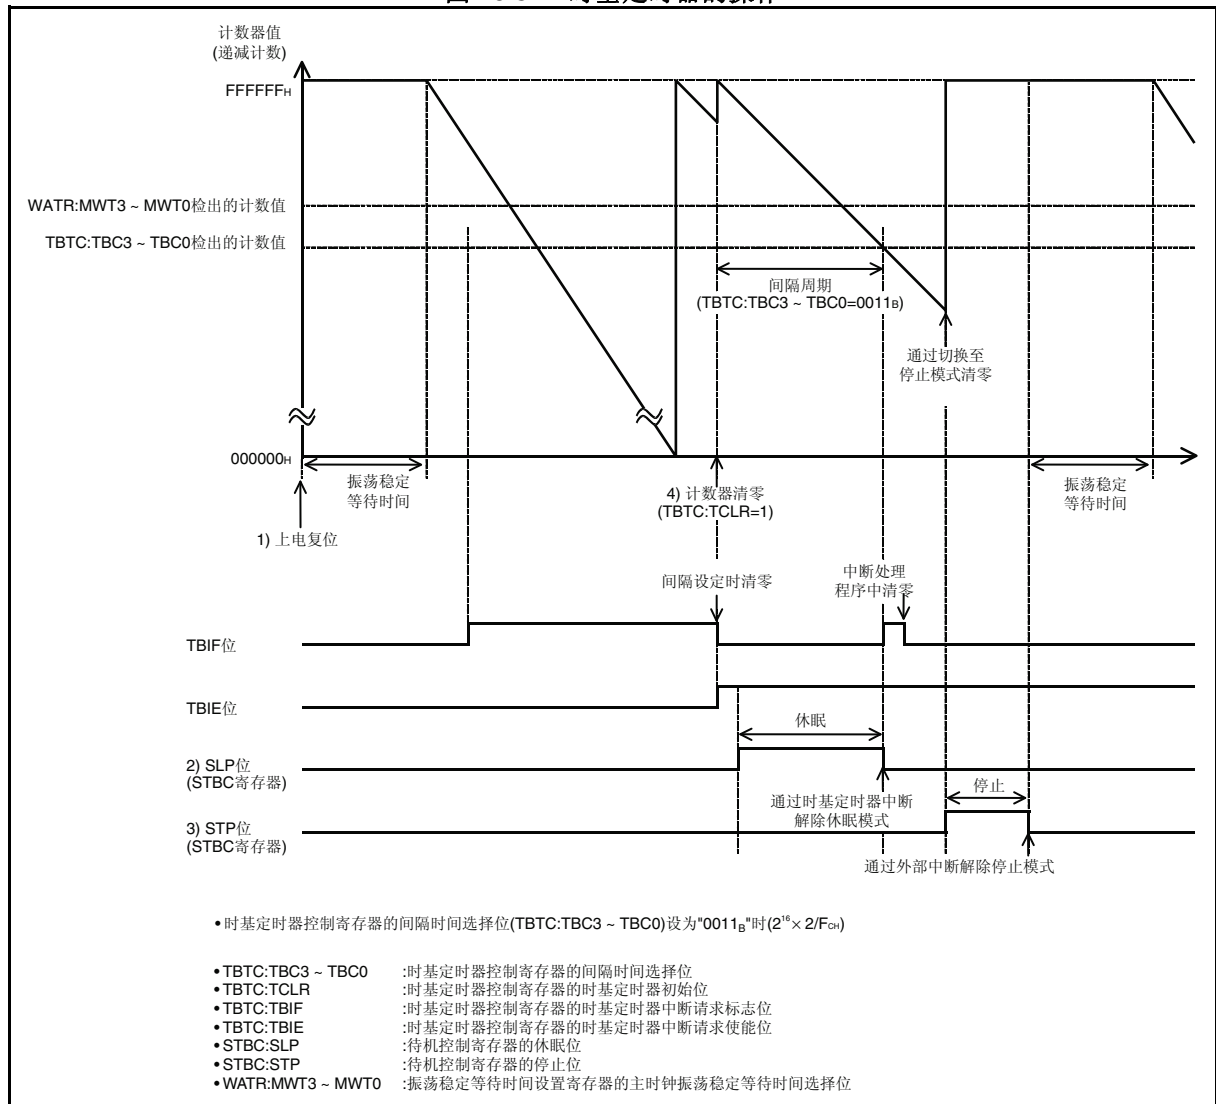 计数器值
(递减计数)
FFFFFFH
WATR:MWT3 ~ MWT0检出的计数值
TBTC:TBC3 ~ TBC0检出的计数值
间隔周期
(TBTC:TBC3 ~ TBC0=0011B)
通过切换至
停止模式清零
000000H
振荡稳定
等待时间
4) 计数器清零
(TBTC:TCLR=1)
振荡稳定
等待时间
1) 上电复位
间隔设定时清零
中断处理
程序中清零
TBIF位
TBIE位
休眠
2) SLP位
(STBC寄存器)
停止
通过时基定时器中断
解除休眠模式
3) STP位
(STBC寄存器)
通过外部中断解除停止模式
•时基定时器控制寄存器的间隔时间选择位(TBTC:TBC3 ~ TBC0)设为"0011B"时(2¹⁶× 2/FCH)
•TBTC:TBC3 ~ TBC0 :时基定时器控制寄存器的间隔时间选择位
•TBTC:TCLR :时基定时器控制寄存器的时基定时器初始位
•TBTC:TBIF :时基定时器控制寄存器的时基定时器中断请求标志位
•TBTC:TBIE :时基定时器控制寄存器的时基定时器中断请求使能位
•STBC:SLP :待机控制寄存器的休眠位
•STBC:STP :待机控制寄存器的停止位
•WATR:MWT3 ~ MWT0 :振荡稳定等待时间设置寄存器的主时钟振荡稳定等待时间选择位